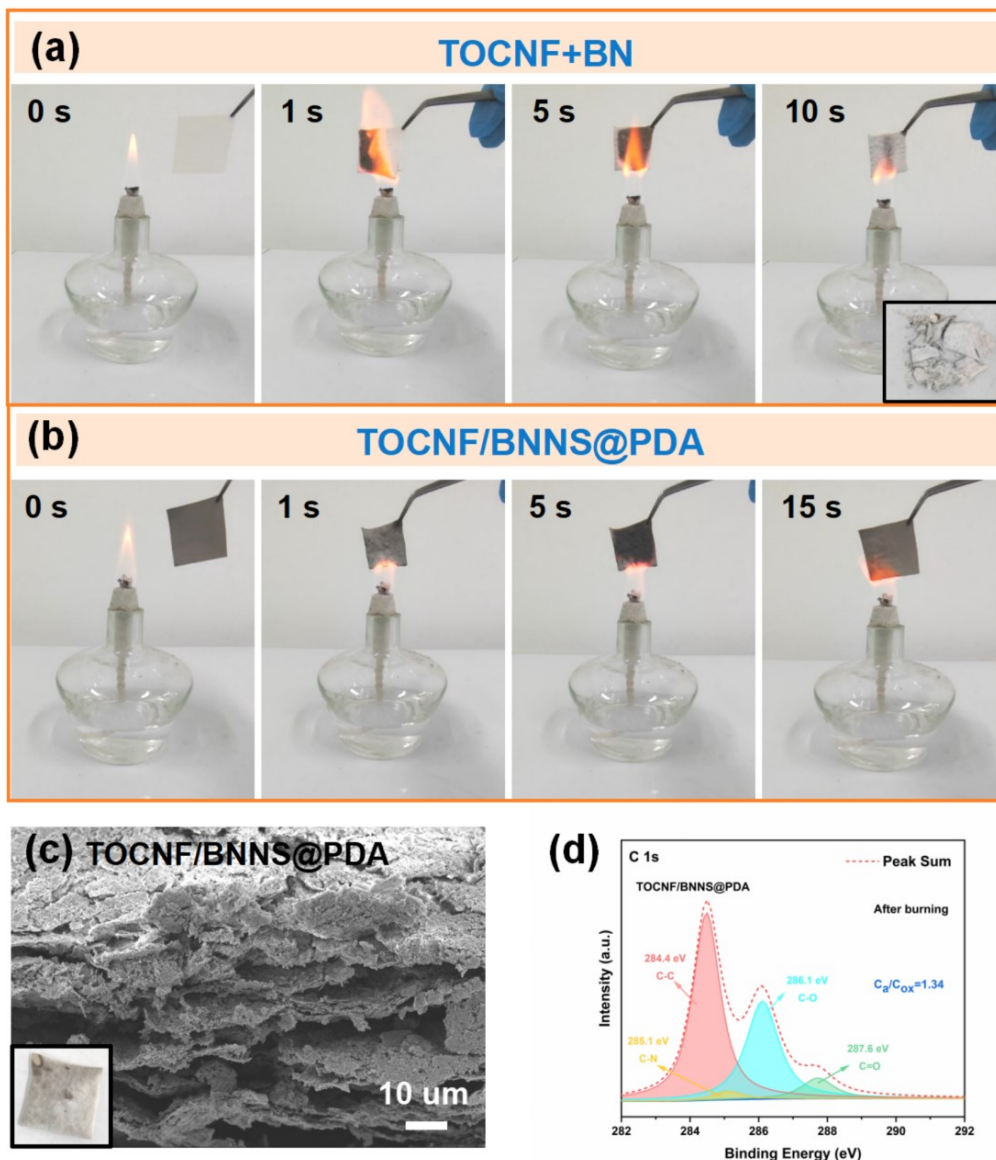 (a)
TOCNF+BN
0 s
1 s
5 s
10 s
(b)
TOCNF/BNNS@PDA
0 s
1 s
5 s
15 s
(c) TOCNF/BNNS@PDA
10 um
(d)
C 1s
Peak Sum
TOCNF/BNNS@PDA
After burning
284.4 eV
C-C
286.1 eV
C-O
Ca/Cox=1.34
285.1 eV
C-N
287.6 eV
C=O
Intensity (a.u.)
282 284 286 288 290 292
Binding Energy (eV)